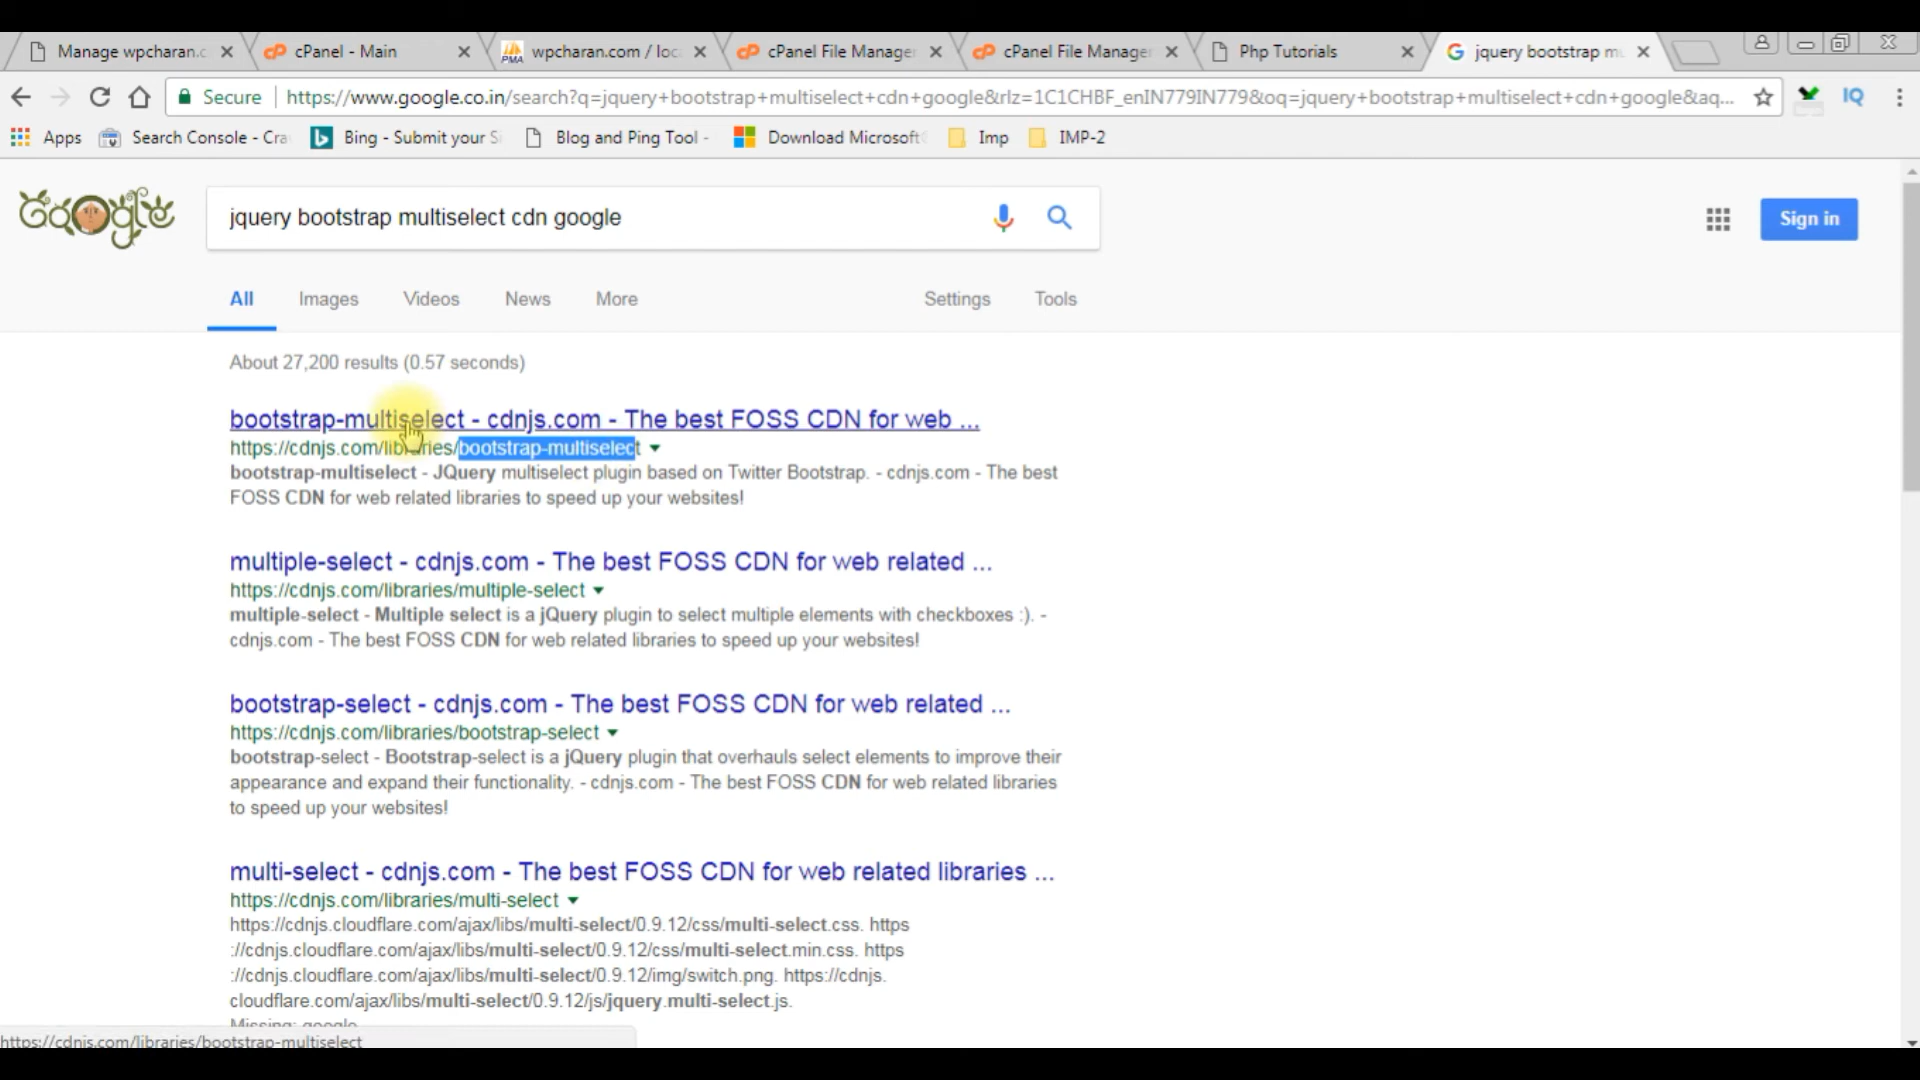 Manage wpcharan.c
cPanel - Main
wpcharan.com / loc
cPanel File Manager
cPanel File Manager
Php Tutorials
jquery bootstrap mu
Secure
https://www.google.co.in/search?q=jquery+bootstrap+multiselect+cdn+google&rlz=1C1CHBF_enIN779IN779&oq=jquery+bootstrap+multiselect+cdn+google&aq...
IQ
Apps
Search Console - Cra
Bing - Submit your Si
Blog and Ping Tool -
Download Microsoft
Imp
IMP-2
Google
jquery bootstrap multiselect cdn google
Sign in
All
Images
Videos
News
More
Settings
Tools
About 27,200 results (0.57 seconds)
bootstrap-multiselect - cdnjs.com - The best FOSS CDN for web ...
https://cdnjs.com/libraries/bootstrap-multiselect
bootstrap-multiselect - JQuery multiselect plugin based on Twitter Bootstrap. - cdnjs.com - The best
FOSS CDN for web related libraries to speed up your websites!
multiple-select - cdnjs.com - The best FOSS CDN for web related ...
https://cdnjs.com/libraries/multiple-select
multiple-select - Multiple select is a jQuery plugin to select multiple elements with checkboxes :). -
cdnjs.com - The best FOSS CDN for web related libraries to speed up your websites!
bootstrap-select - cdnjs.com - The best FOSS CDN for web related ...
https://cdnjs.com/libraries/bootstrap-select
bootstrap-select - Bootstrap-select is a jQuery plugin that overhauls select elements to improve their
appearance and expand their functionality. - cdnjs.com - The best FOSS CDN for web related libraries
to speed up your websites!
multi-select - cdnjs.com - The best FOSS CDN for web related libraries ...
https://cdnjs.com/libraries/multi-select
https://cdnjs.cloudflare.com/ajax/libs/multi-select/0.9.12/css/multi-select.css. https
://cdnjs.cloudflare.com/ajax/libs/multi-select/0.9.12/css/multi-select.min.css. https
://cdnjs.cloudflare.com/ajax/libs/multi-select/0.9.12/img/switch.png. https://cdnjs.
cloudflare.com/ajax/libs/multi-select/0.9.12/js/jquery.multi-select.js.
Missing: google
https://cdnjs.com/libraries/bootstrap-multiselect